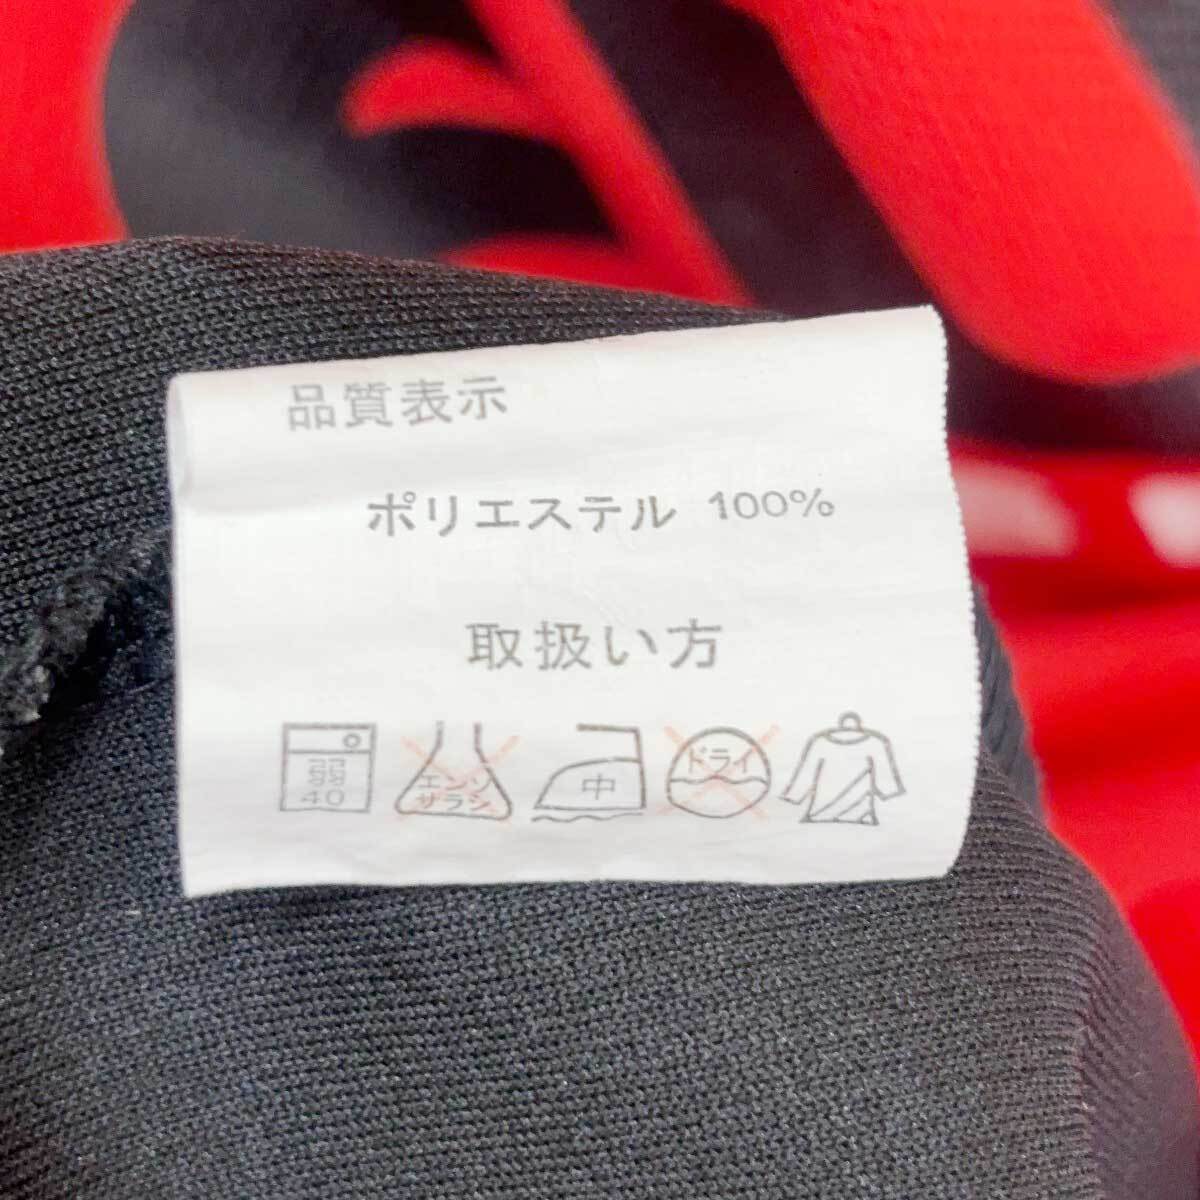 品質表示
ポリエステル 100%
取扱い方
弱 40 エンソ サラシ 中 ドライ